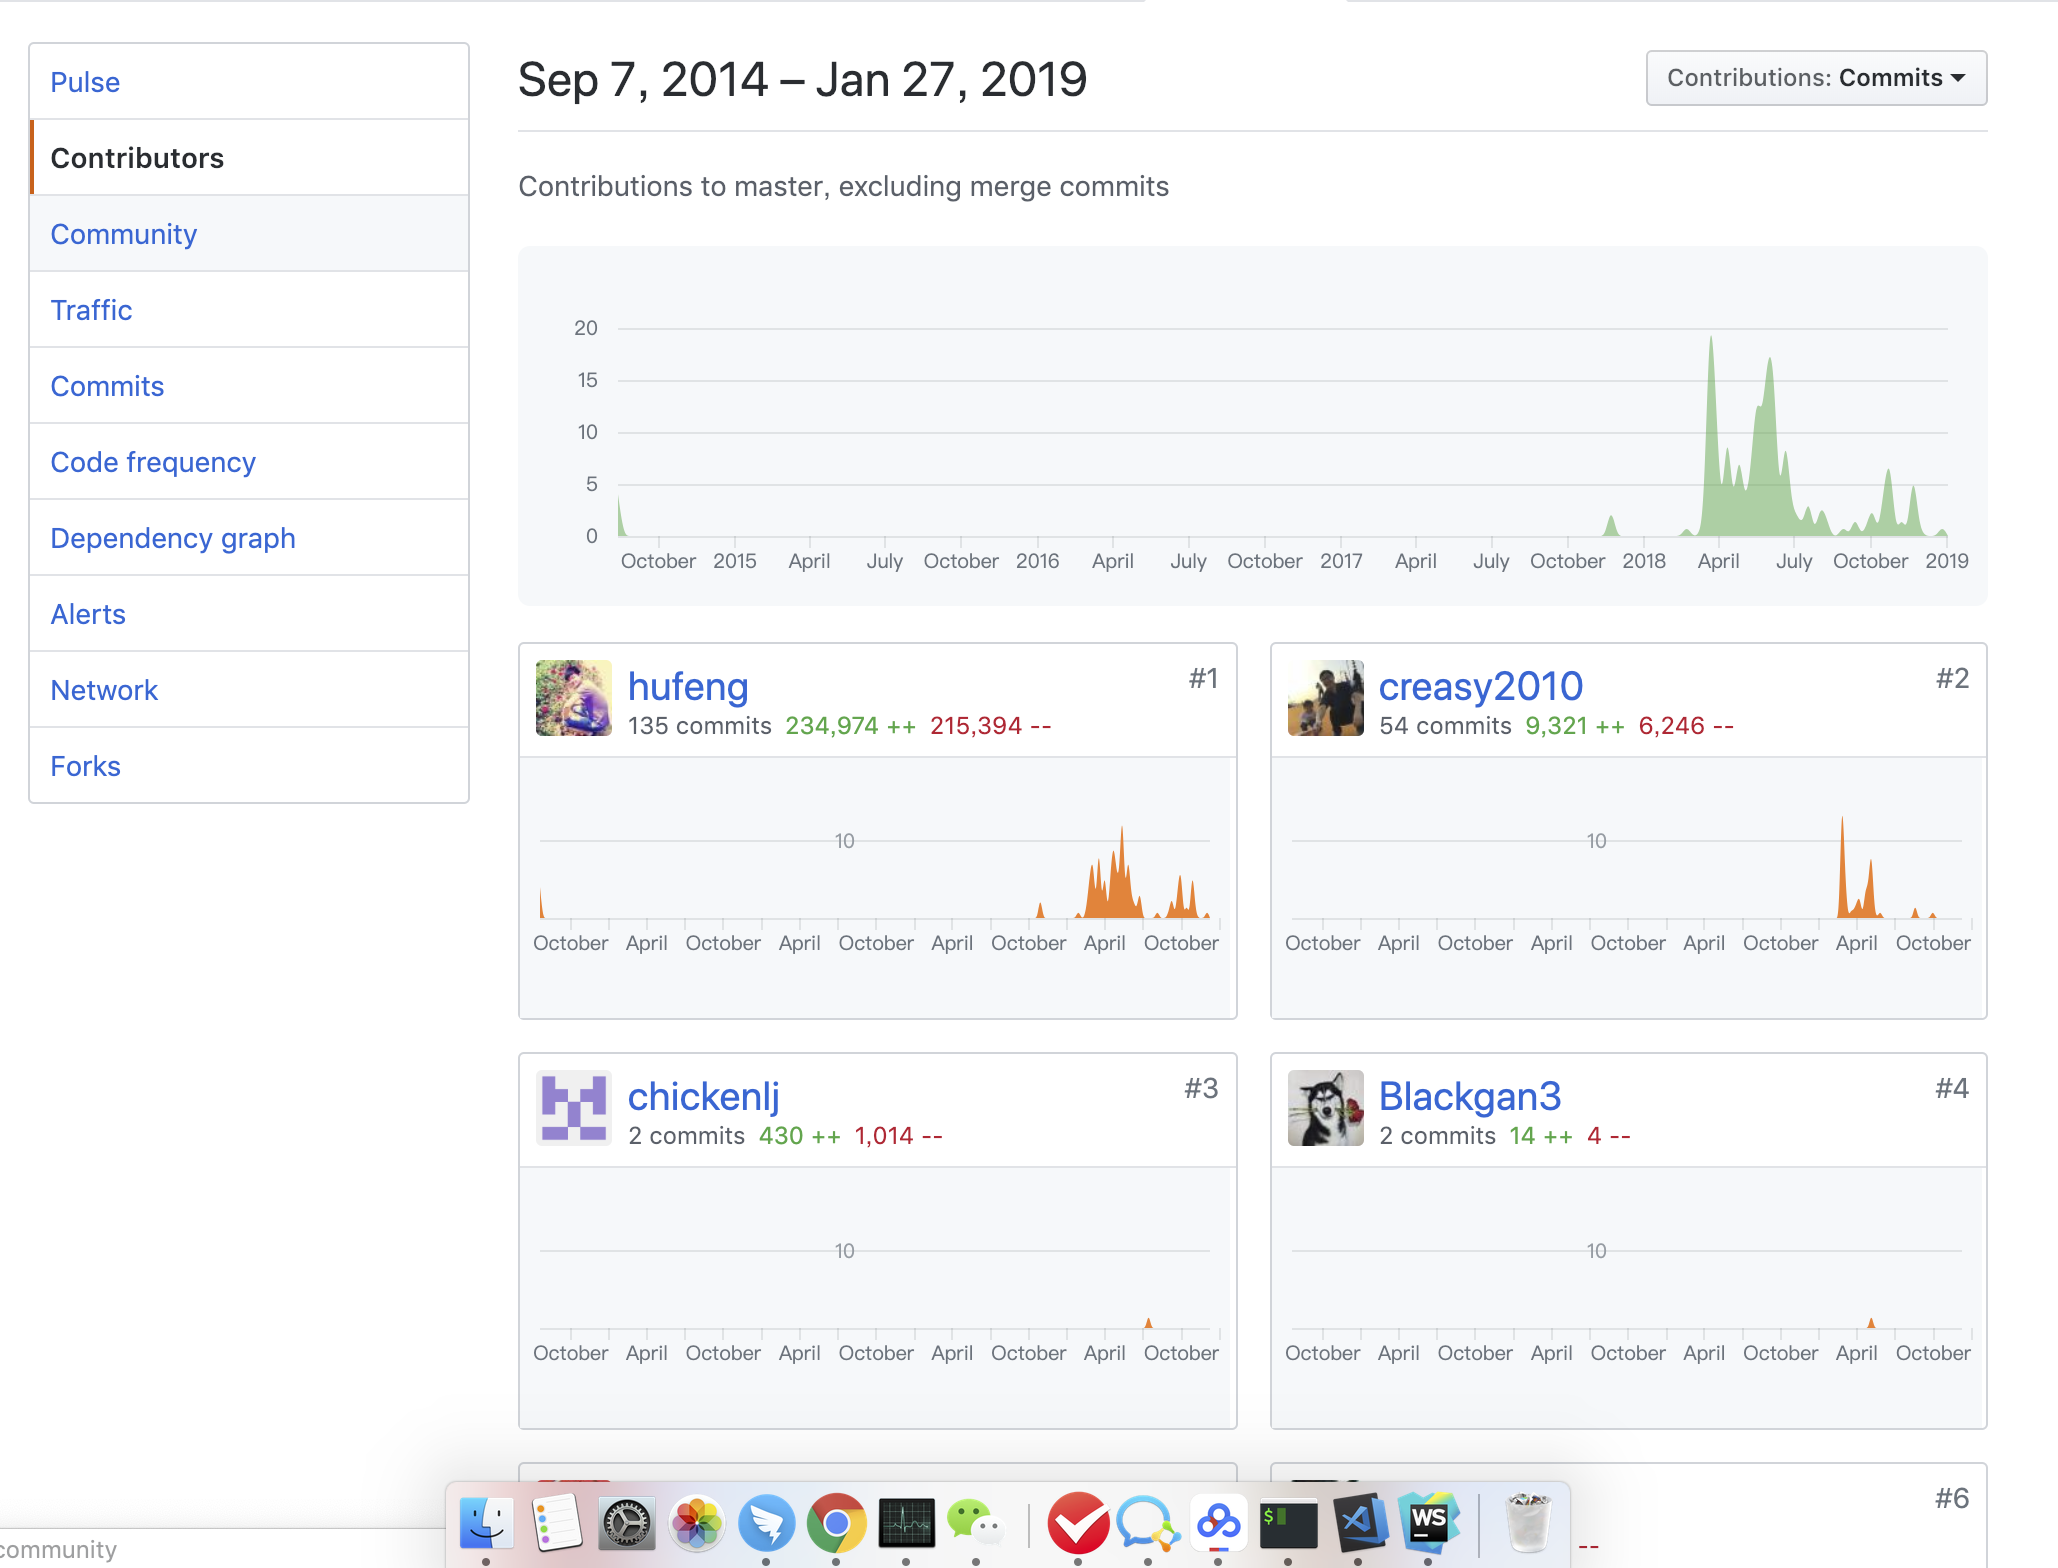 Pulse
Contributors
Community
Traffic
Commits
Code frequency
Dependency graph
Alerts
Network
Forks
Sep 7, 2014 – Jan 27, 2019
Contributions: Commits
Contributions to master, excluding merge commits
20
15
10
5
0
October 2015 April July October 2016 April July October 2017 April July October 2018 April July October 2019
hufeng #1
135 commits 234,974 ++ 215,394 --
10
October April October April October April October April October
creasy2010 #2
54 commits 9,321 ++ 6,246 --
10
October April October April October April October April October
chickenlj #3
2 commits 430 ++ 1,014 --
10
October April October April October April October April October
Blackgan3 #4
2 commits 14 ++ 4 --
10
October April October April October April October April October
#6
--
$
WS
community